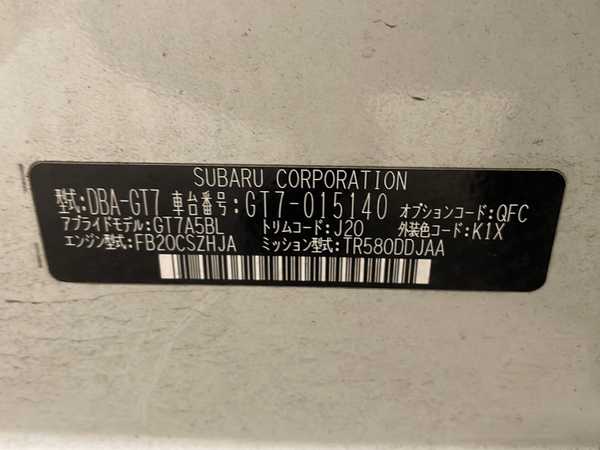 SUBARU CORPORATION
型式:DBA-GT7 車台番号:GT7-015140 オプションコード:QFC
アプライドモデル:GT7A5BL トリムコード:J20 外装色コード:K1X
エンジン型式:FB20CSZHJA ミッション型式:TR580DDJAA